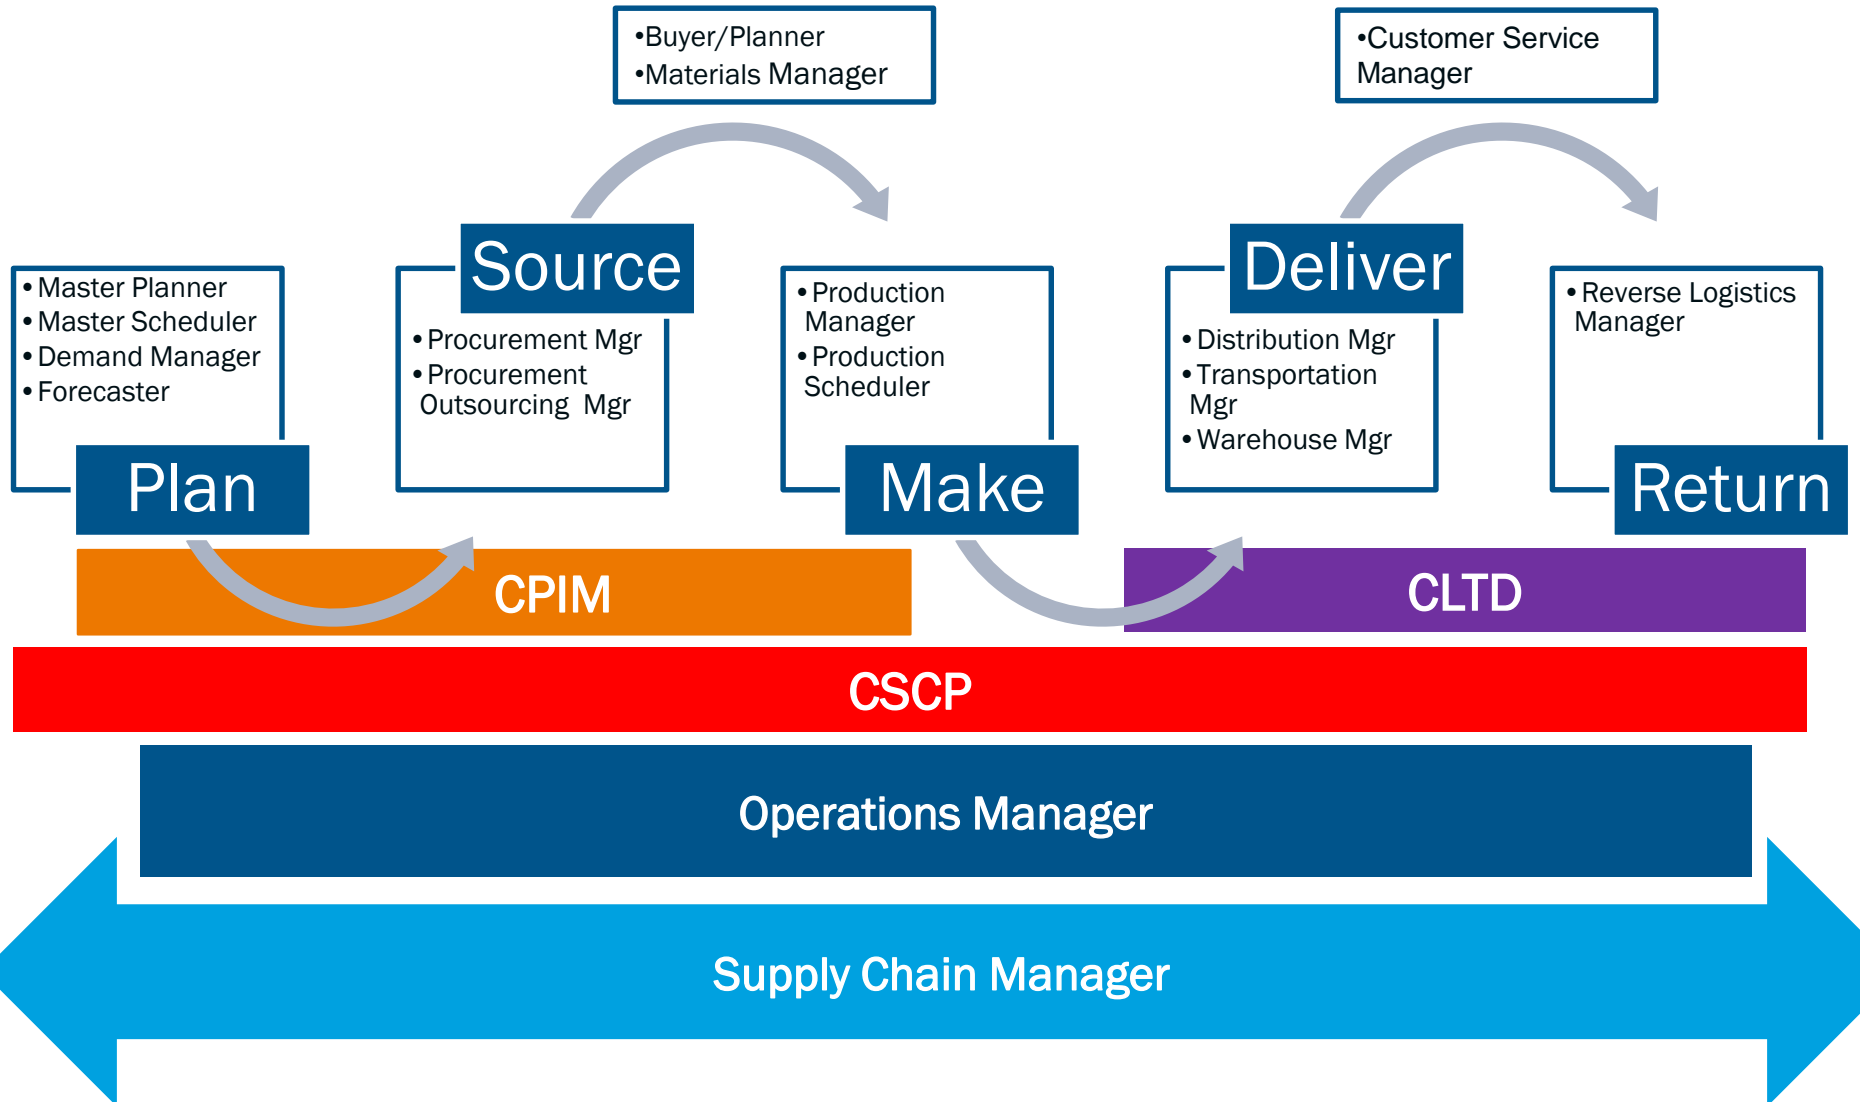 •Buyer/Planner
•Materials Manager
•Customer Service
Manager
Source
Deliver
• Master Planner
• Master Scheduler
• Demand Manager
• Forecaster
Plan
• Procurement Mgr
• Procurement
Outsourcing Mgr
• Production
Manager
• Production
Scheduler
Make
• Distribution Mgr
• Transportation
Mgr
• Warehouse Mgr
• Reverse Logistics
Manager
Return
CPIM
CLTD
CSCP
Operations Manager
Supply Chain Manager